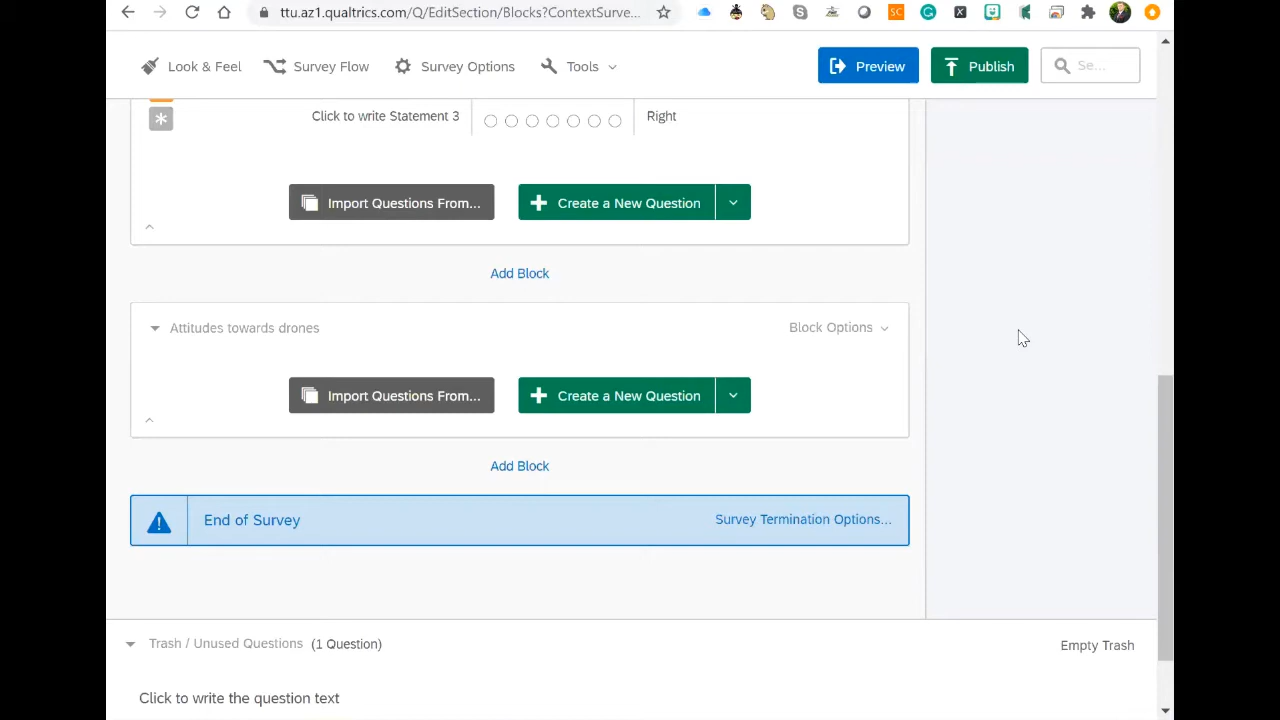 ttu.az1.qualtrics.com/Q/EditSection/Blocks?ContextSurve...
SC
X
Look & Feel
Survey Flow
Survey Options
Tools
Preview
Publish
Se...
Click to write Statement 3
Right
Import Questions From...
Create a New Question
Add Block
Attitudes towards drones
Block Options
Import Questions From...
Create a New Question
Add Block
End of Survey
Survey Termination Options...
Trash / Unused Questions (1 Question)
Empty Trash
Click to write the question text